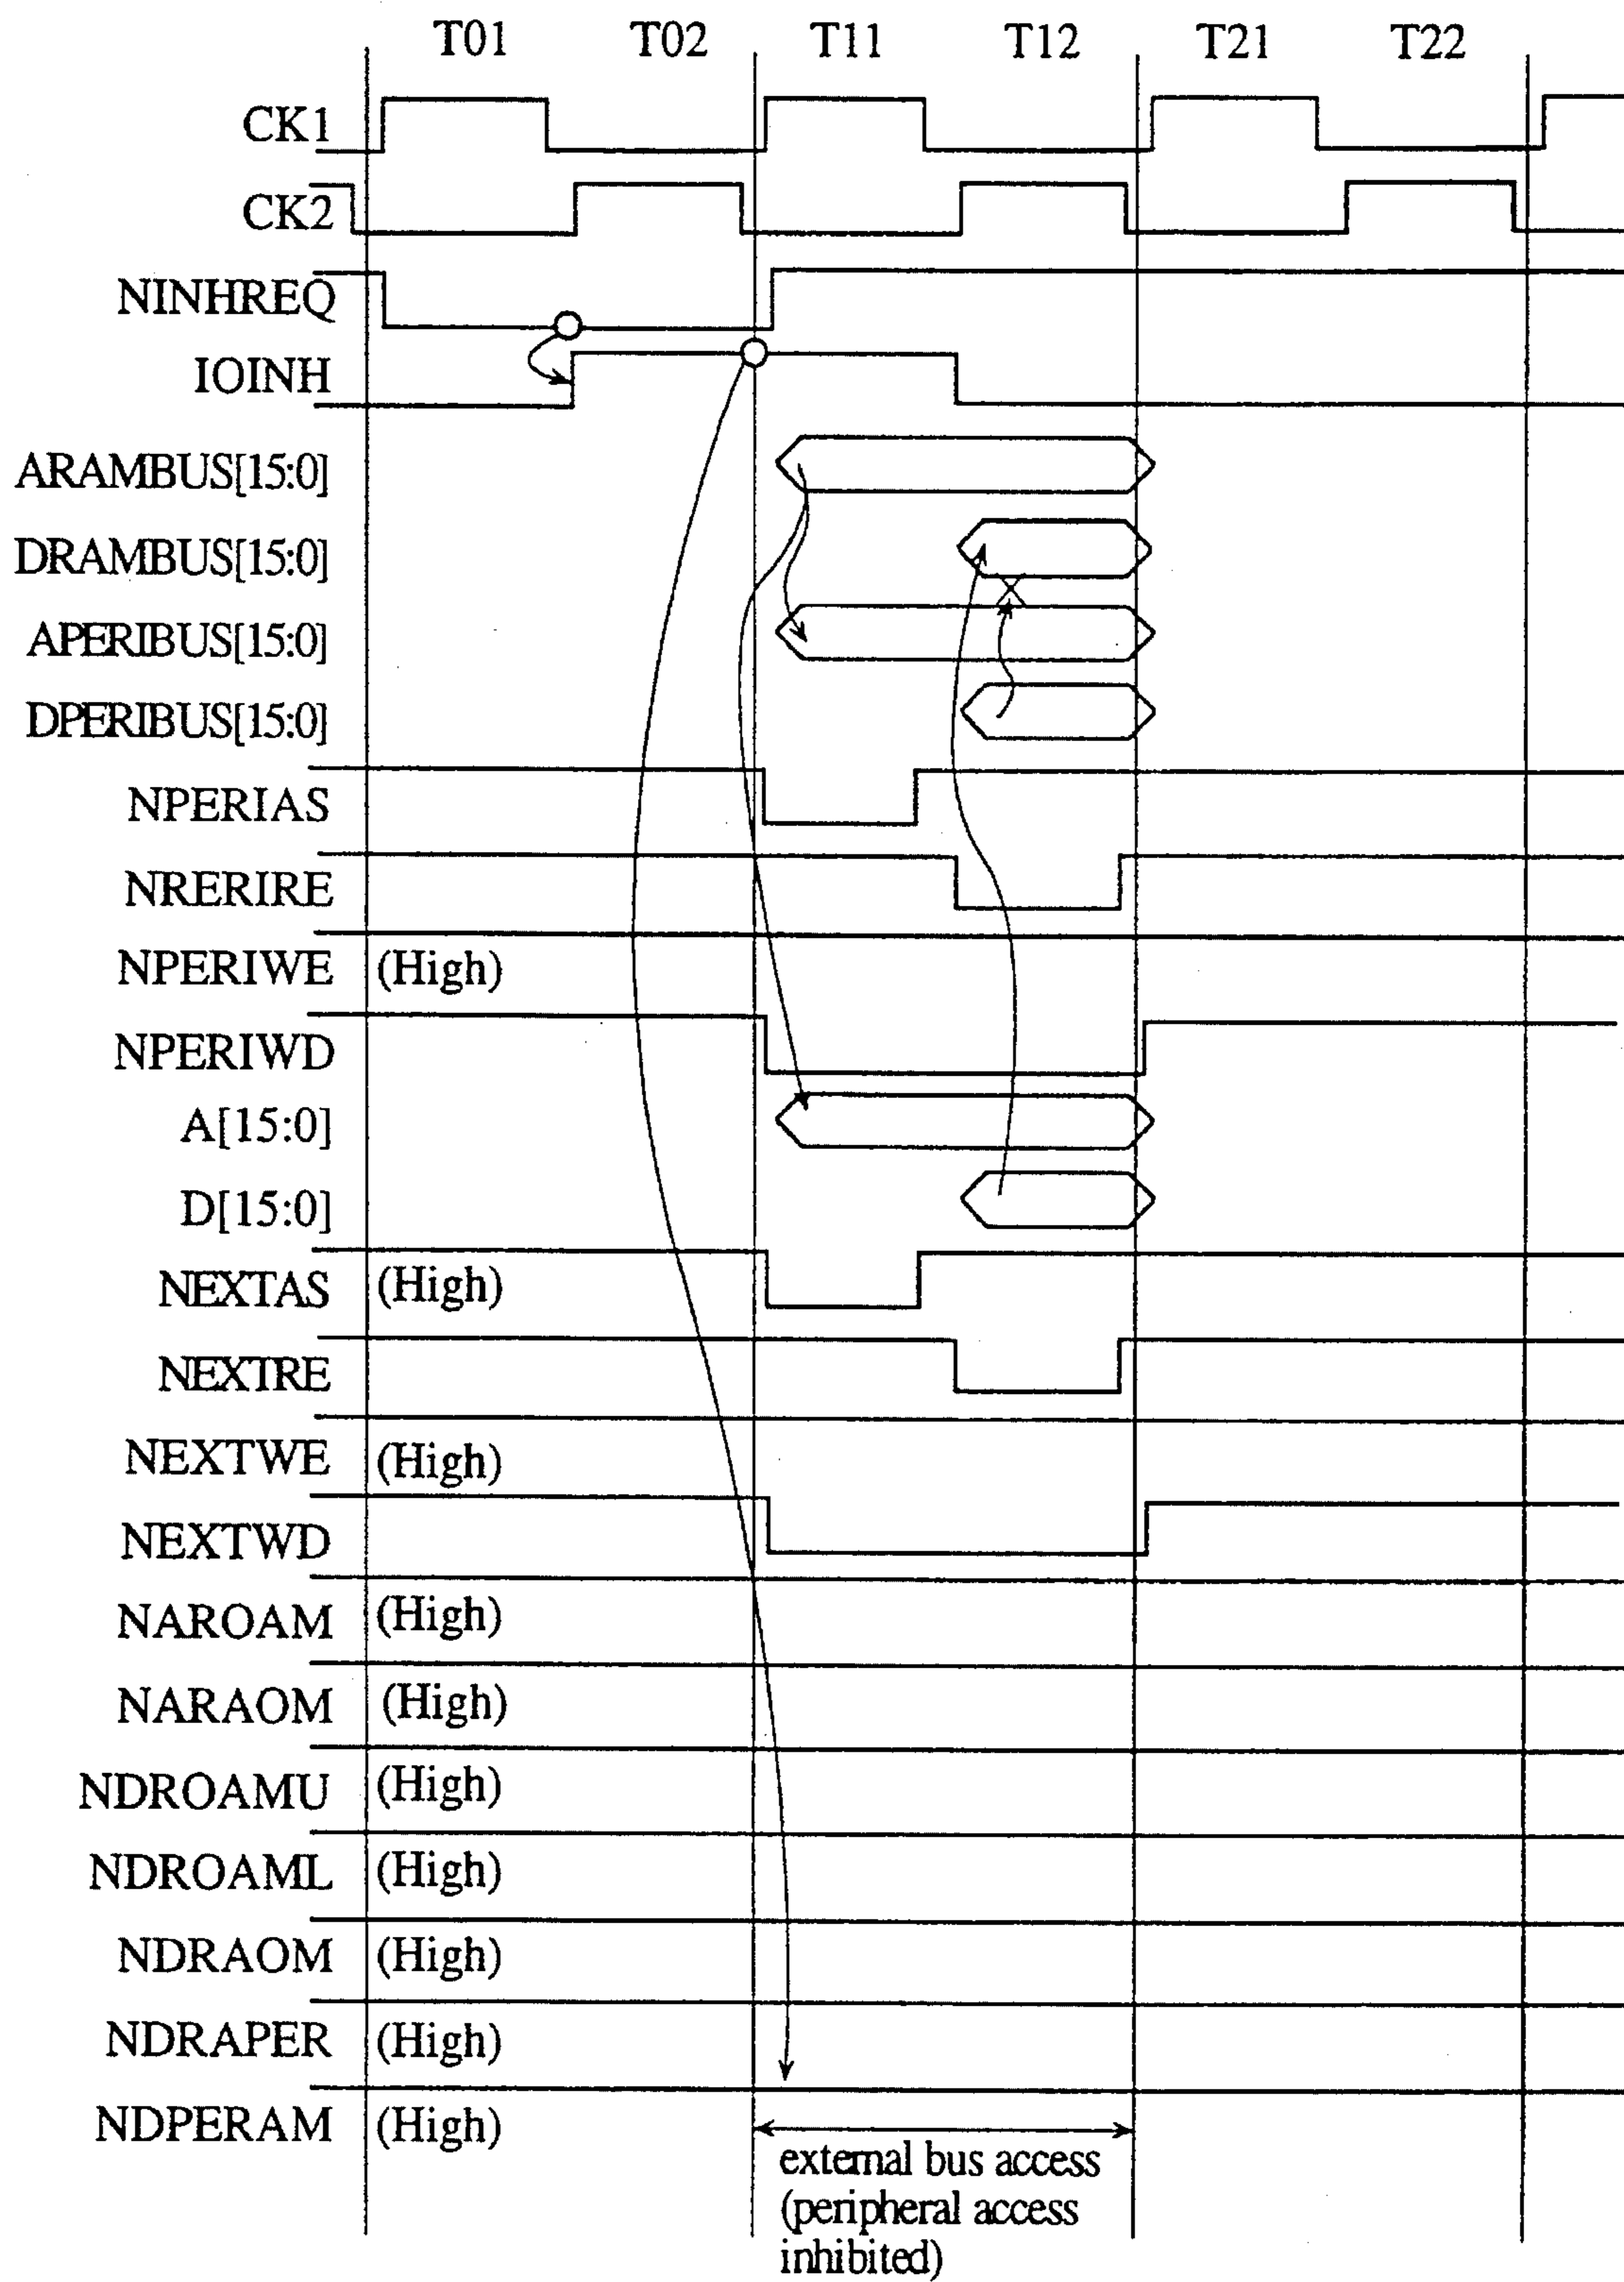 T01 T02 T11 T12 T21 T22
CK1
CK2
NINHREQ
IOINH
ARAMBUS[15:0]
DRAMBUS[15:0]
APERIBUS[15:0]
DPERIBUS[15:0]
NPERIAS
NRERIRE
NPERIWE (High)
NPERIWD
A[15:0]
D[15:0]
NEXTAS (High)
NEXTRE
NEXTWE (High)
NEXTWD
NAROAM (High)
NARAOM (High)
NDROAMU (High)
NDROAML (High)
NDRAOM (High)
NDRAPER (High)
NDPERAM (High)
external bus access
(peripheral access
inhibited)